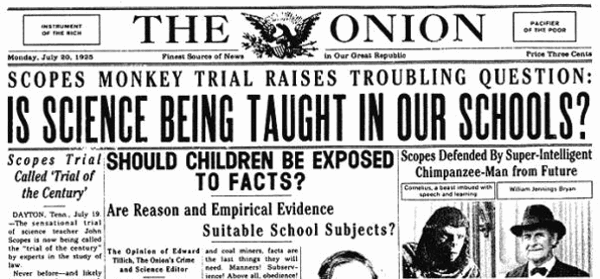 INSTRUMENT
OF THE RICH
THE ONION
PACIFIER
OF THE POOR
Monday, July 20, 1925
Finest Source of News
in Our Great Republic
Price Three Cents
SCOPES MONKEY TRIAL RAISES TROUBLING QUESTION:
IS SCIENCE BEING TAUGHT IN OUR SCHOOLS?
Scopes Trial
Called 'Trial of
the Century'
DAYTON, Tenn., July 19
—The sensational trial
of science teacher John
Scopes is now being called
the "trial of the century"
by experts in the study of
law.
Never before—and likely
SHOULD CHILDREN BE EXPOSED
TO FACTS?
Are Reason and Empirical Evidence
Suitable School Subjects?
The Opinion of Edward
Tillich, The Onion's Crime
and Science Editor
and coal miners, facts are
the last things they will
need. Manners! Subserv-
ience! Above all, obedience!
Scopes Defended By Super-Intelligent
Chimpanzee-Man from Future
Cornelius, a beast imbued with
speech and learning
William Jennings Bryan